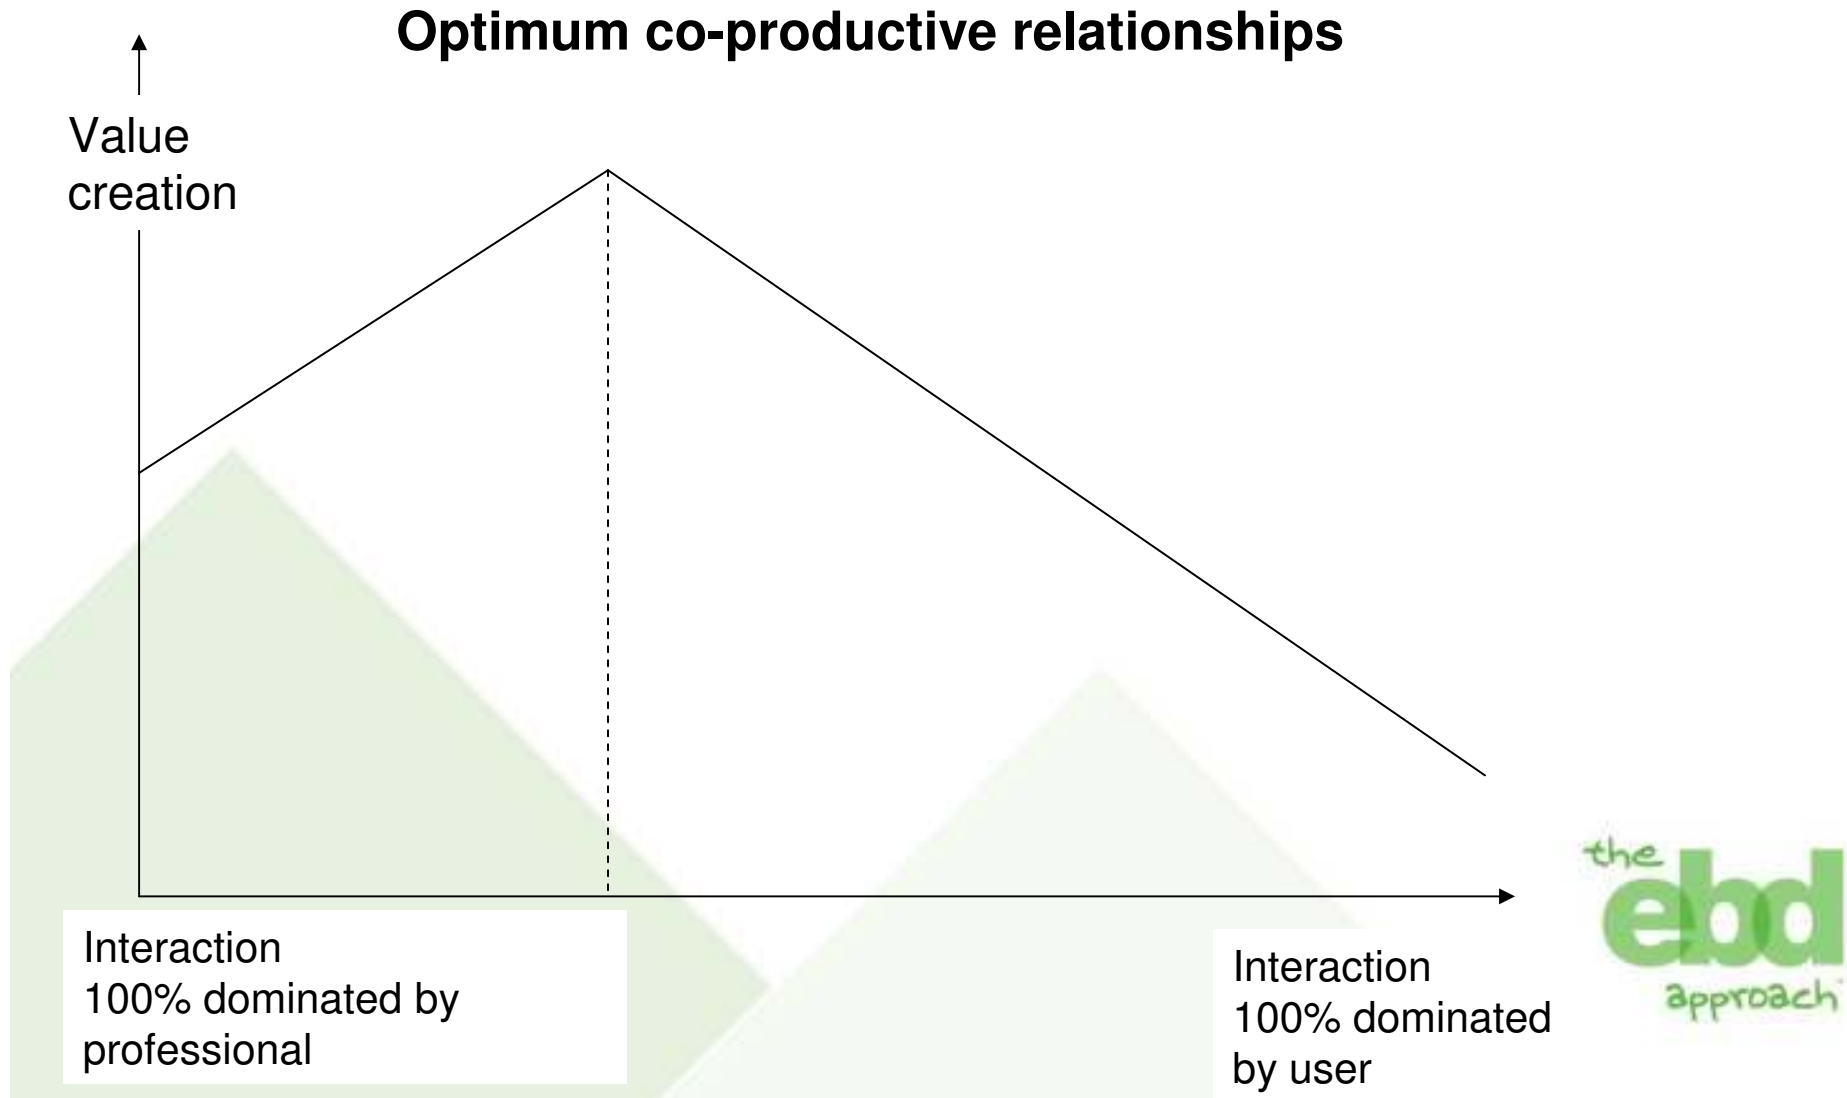 Optimum co-productive relationships
Value
creation
Interaction
100% dominated by
professional
Interaction
100% dominated
by user
the
ebd
approach